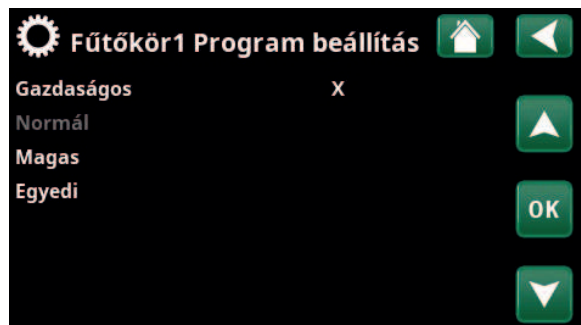 Fűtőkör1 Program beállítás
Gazdaságos X
Normál
Magas
Egyedi
OK